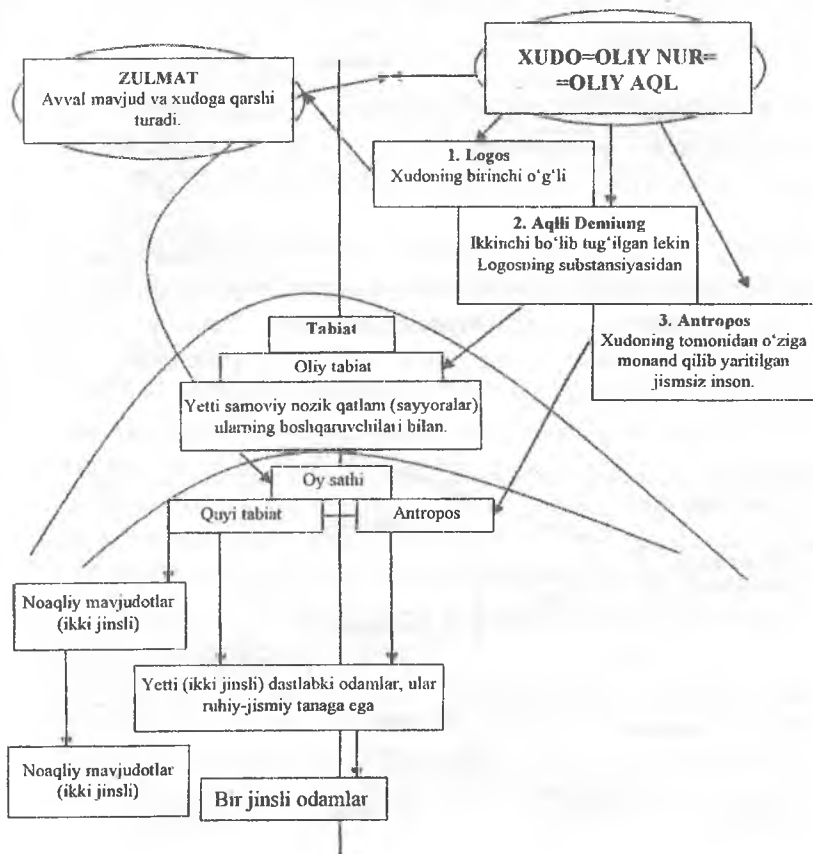 ZULMAT
Avval mavjud va xudoga qarshi
turadi.
XUDO=OLIY NUR=
=OLIY AQL
1. Logos
Xudoning birinchi o‘g‘li
2. Aqlli Demiung
Ikkinchi bo‘lib tug‘ilgan lekin
Logosning substansiyasidan
3. Antropos
Xudoning tomonidan o‘ziga
monand qilib yaritilgan
jismsiz inson.
Tabiat
Oliy tabiat
Yetti samoviy nozik qatlam (sayyoralar)
ularning boshqaruvchilari bilan.
Oy sathi
Quyi tabiat
Antropos
Noaqliy mavjudotlar
(ikki jinsli)
Yetti (ikki jinsli) dastlabki odamlar, ular
ruhiy-jismiy tanaga ega
Noaqliy mavjudotlar
(ikki jinsli)
Bir jinsli odamlar